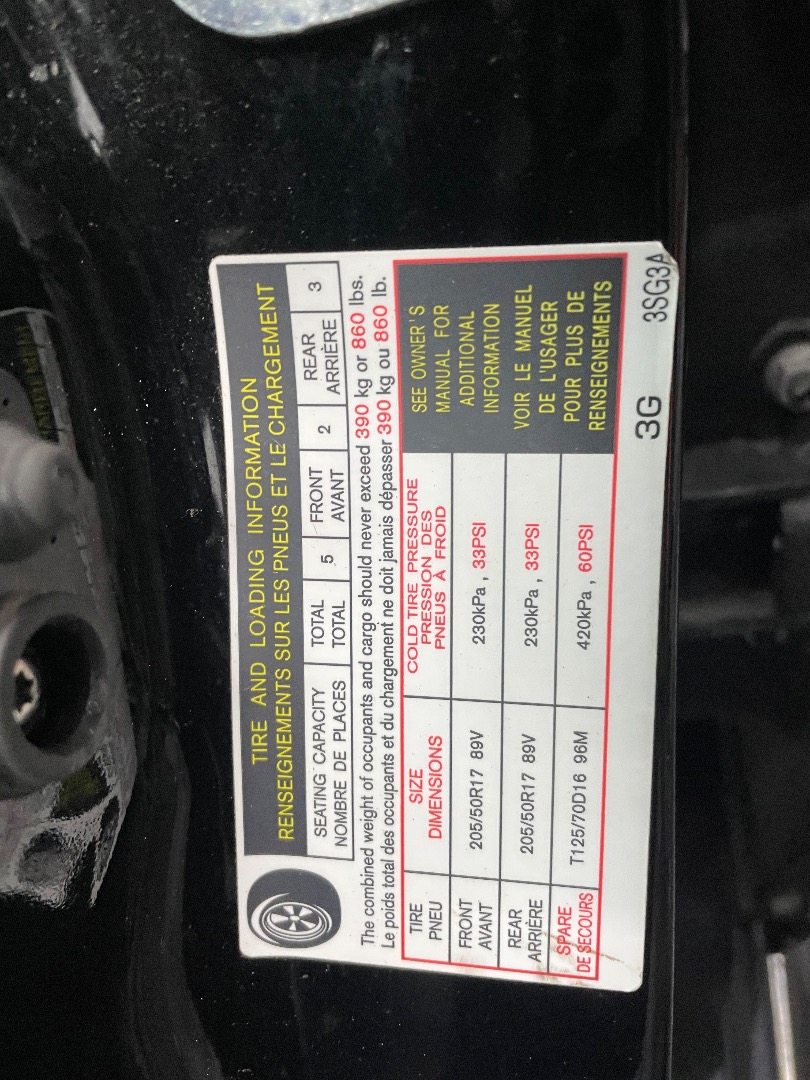 TIRE AND LOADING INFORMATION
RENSEIGNEMENTS SUR LES PNEUS ET LE CHARGEMENT
SEATING CAPACITY
NOMBRE DE PLACES
TOTAL
TOTAL
5
FRONT
AVANT
2
REAR
ARRIÈRE
3
The combined weight of occupants and cargo should never exceed 390 kg or 860 lbs.
Le poids total des occupants et du chargement ne doit jamais dépasser 390 kg ou 860 lb.
TIRE
PNEU
SIZE
DIMENSIONS
COLD TIRE PRESSURE
PRESSION DES
PNEUS À FROID
FRONT
AVANT
205/50R17 89V
230kPa , 33PSI
REAR
ARRIÈRE
205/50R17 89V
230kPa , 33PSI
SPARE
DE SECOURS
T125/70D16 96M
420kPa , 60PSI
SEE OWNER'S
MANUAL FOR
ADDITIONAL
INFORMATION
VOIR LE MANUEL
DE L'USAGER
POUR PLUS DE
RENSEIGNEMENTS
3G
3SG3A